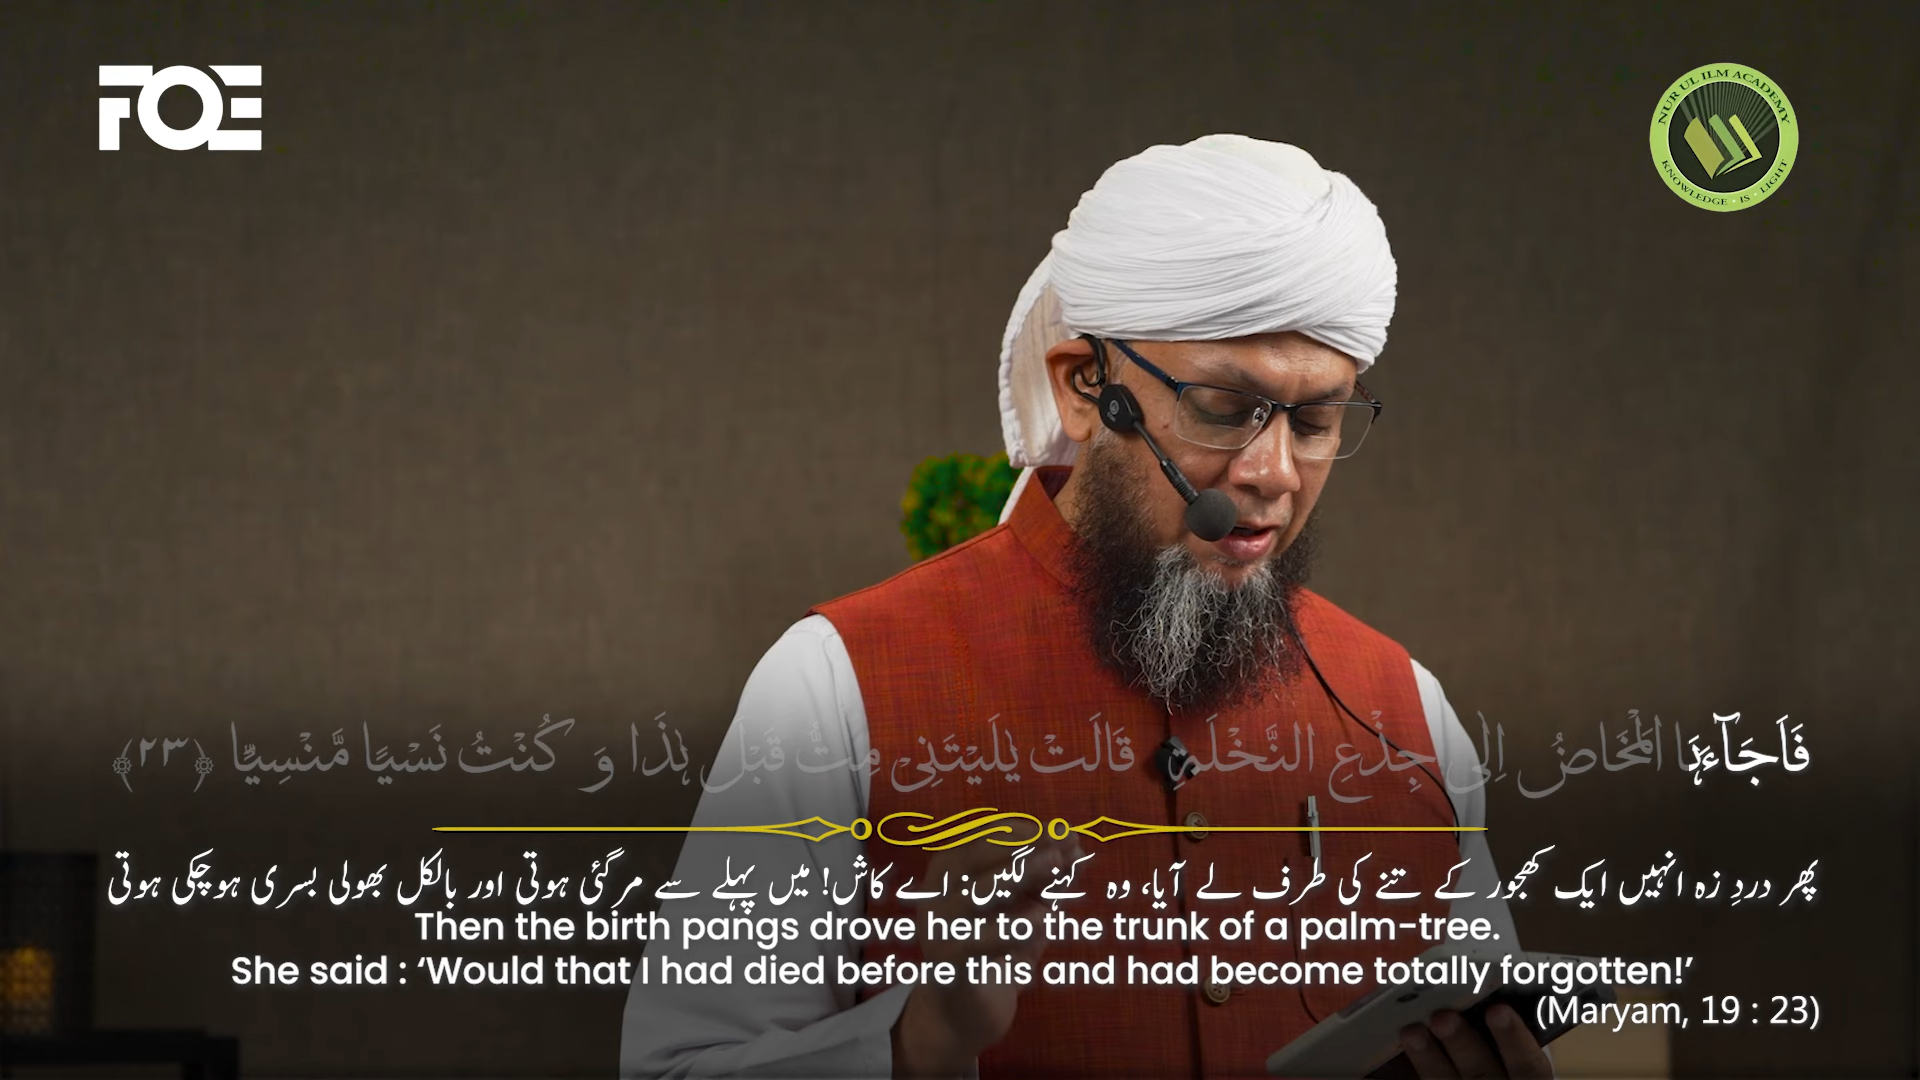 FOE
NUR UL ILM ACADEMY
KNOWLEDGE · IS · LIGHT
فَاَجَآءَہَا الۡمَخَاضُ اِلٰی جِذۡعِ النَّخۡلَۃِ ۚ قَالَتۡ یٰلَیۡتَنِیۡ مِتُّ قَبۡلَ ہٰذَا وَ کُنۡتُ نَسۡیًا مَّنۡسِیًّا ﴿۲۳﴾
پھر دردِ زہ انہیں ایک کھجور کے تنے کی طرف لے آیا، وہ کہنے لگیں: اے کاش! میں پہلے سے مرگئی ہوتی اور بالکل بھولی بسری ہوچکی ہوتی
Then the birth pangs drove her to the trunk of a palm-tree.
She said : ‘Would that I had died before this and had become totally forgotten!’
(Maryam, 19 : 23)